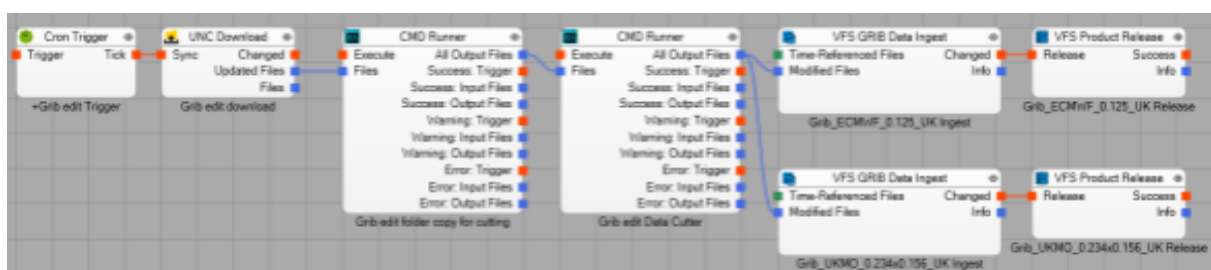 Cron Trigger
Trigger Tick
+Grib edit Trigger
UNC Download
Sync Changed
Updated Files
Files
Grib edit download
CMD Runner
Execute All Output Files
Files Success: Trigger
Success: Input Files
Success: Output Files
Warning: Trigger
Warning: Input Files
Warning: Output Files
Error: Trigger
Error: Input Files
Error: Output Files
Grib edit folder copy for cutting
CMD Runner
Execute All Output Files
Files Success: Trigger
Success: Input Files
Success: Output Files
Warning: Trigger
Warning: Input Files
Warning: Output Files
Error: Trigger
Error: Input Files
Error: Output Files
Grib edit Data Cutter
VFS GRIB Data Ingest
Time-Referenced Files Changed
Modified Files Info
Grib_ECMWF_0.125_UK Ingest
VFS Product Release
Release Success
Info
Grib_ECMWF_0.125_UK Release
VFS GRIB Data Ingest
Time-Referenced Files Changed
Modified Files Info
Grib_UKMO_0.234x0.156_UK Ingest
VFS Product Release
Release Success
Info
Grib_UKMO_0.234x0.156_UK Release